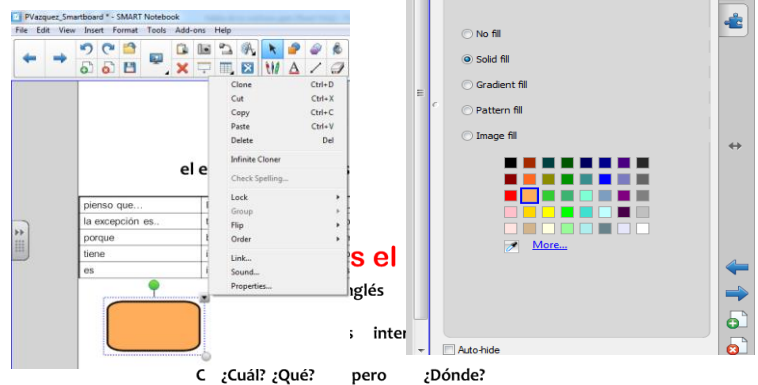 PVazquez_Smartboard * - SMART Notebook
File Edit View Insert Format Tools Add-ons Help
Clone Ctrl+D
Cut Ctrl+X
Copy Ctrl+C
Paste Ctrl+V
Delete Del
Infinite Cloner
Check Spelling...
Lock
Group
Flip
Order
Link...
Sound...
Properties...
el e s
pienso que...
la excepción es..
porque
tiene
es
s el
nglés
s inter
C ¿Cuál? ¿Qué? pero ¿Dónde?
No fill
Solid fill
Gradient fill
Pattern fill
Image fill
More...
Auto-hide